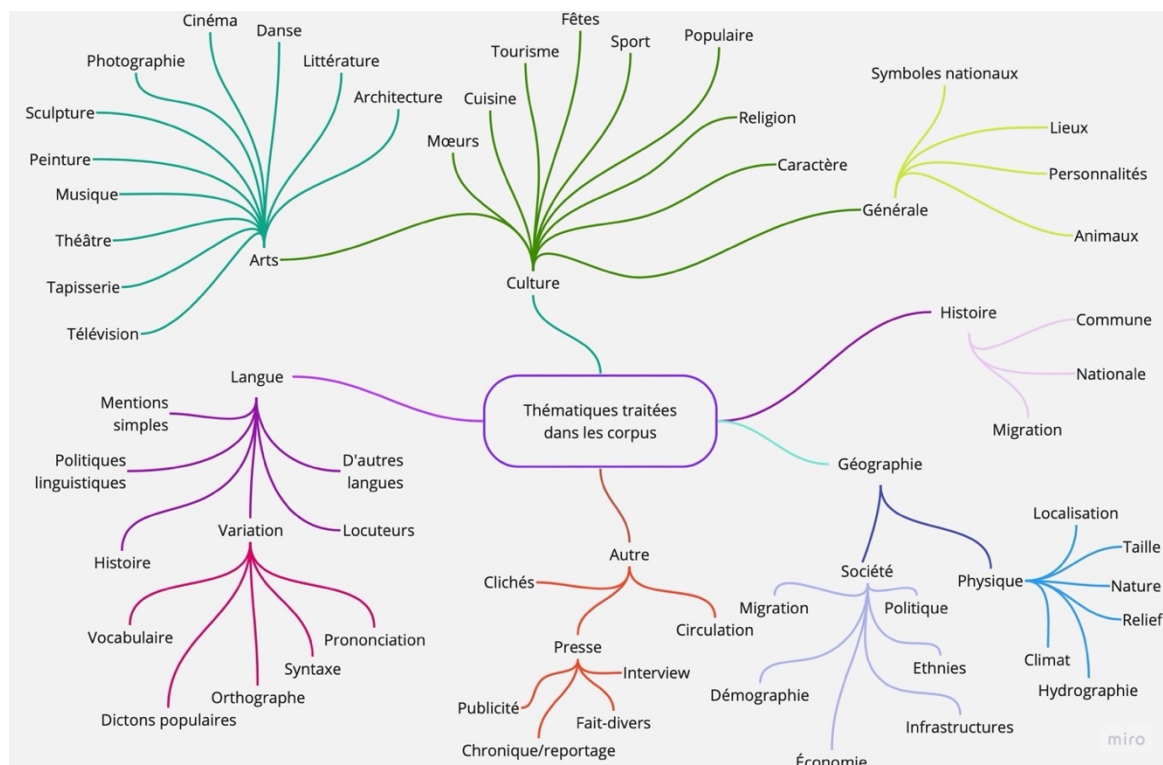 Cinéma
Danse
Photographie
Littérature
Sculpture
Architecture
Peinture
Musique
Théâtre
Tapisserie
Télévision
Arts
Fêtes
Tourisme
Sport
Populaire
Cuisine
Mœurs
Religion
Caractère
Culture
Générale
Symboles nationaux
Lieux
Personnalités
Animaux
Histoire
Commune
Nationale
Migration
Thématiques traitées
dans les corpus
Langue
Mentions
simples
Politiques
linguistiques
Histoire
Variation
D'autres
langues
Locuteurs
Vocabulaire
Dictons populaires
Orthographe
Syntaxe
Prononciation
Autre
Clichés
Presse
Circulation
Publicité
Chronique/reportage
Fait-divers
Interview
Géographie
Société
Migration
Politique
Démographie
Ethnies
Économie
Infrastructures
Physique
Localisation
Taille
Nature
Relief
Climat
Hydrographie
miro